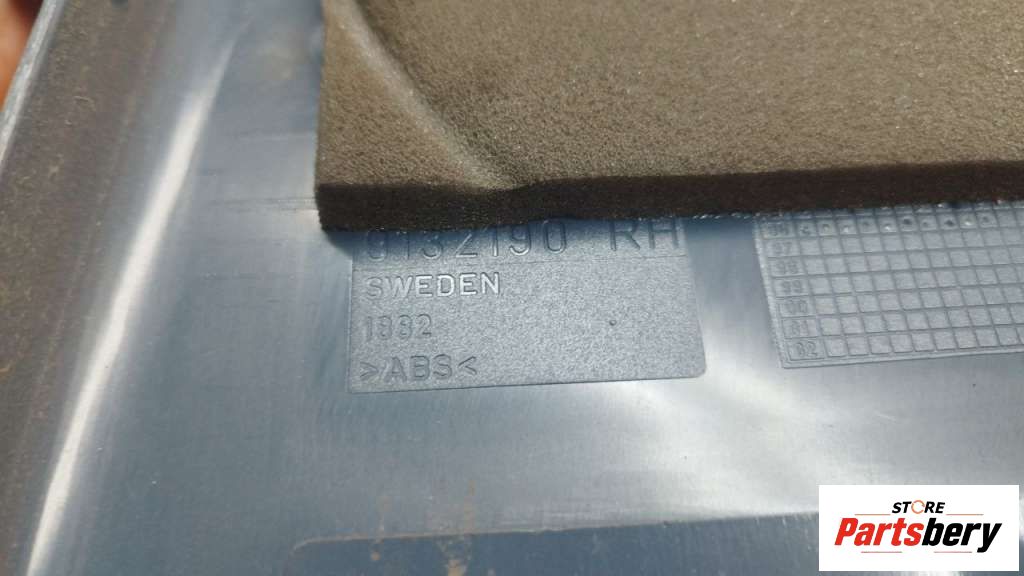 9132190 RH
SWEDEN
1882
>ABS<
97
98
99
00
01
02
STORE
Partsbery